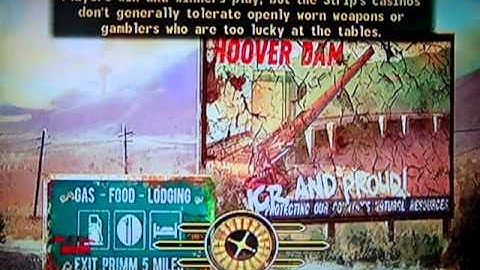 Players win and winners play, but the Strip's casinos
don't generally tolerate openly worn weapons or
gamblers who are too lucky at the tables.
HOOVER DAM
NCR AND PROUD!
PROTECTING OUR NATURAL RESOURCES
GAS - FOOD - LODGING
EXIT PRIMM 5 MILES